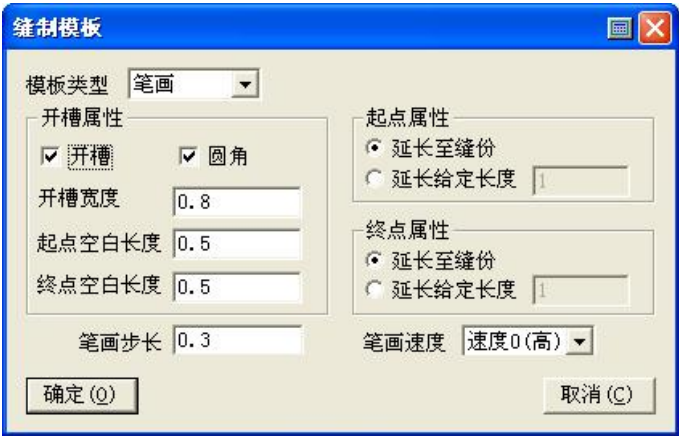 缝制模板
模板类型 笔画
开槽属性
开槽 圆角
开槽宽度 0.8
起点空白长度 0.5
终点空白长度 0.5
起点属性
延长至缝份
延长给定长度 1
终点属性
延长至缝份
延长给定长度 1
笔画步长 0.3 笔画速度 速度0(高)
确定(O) 取消(C)